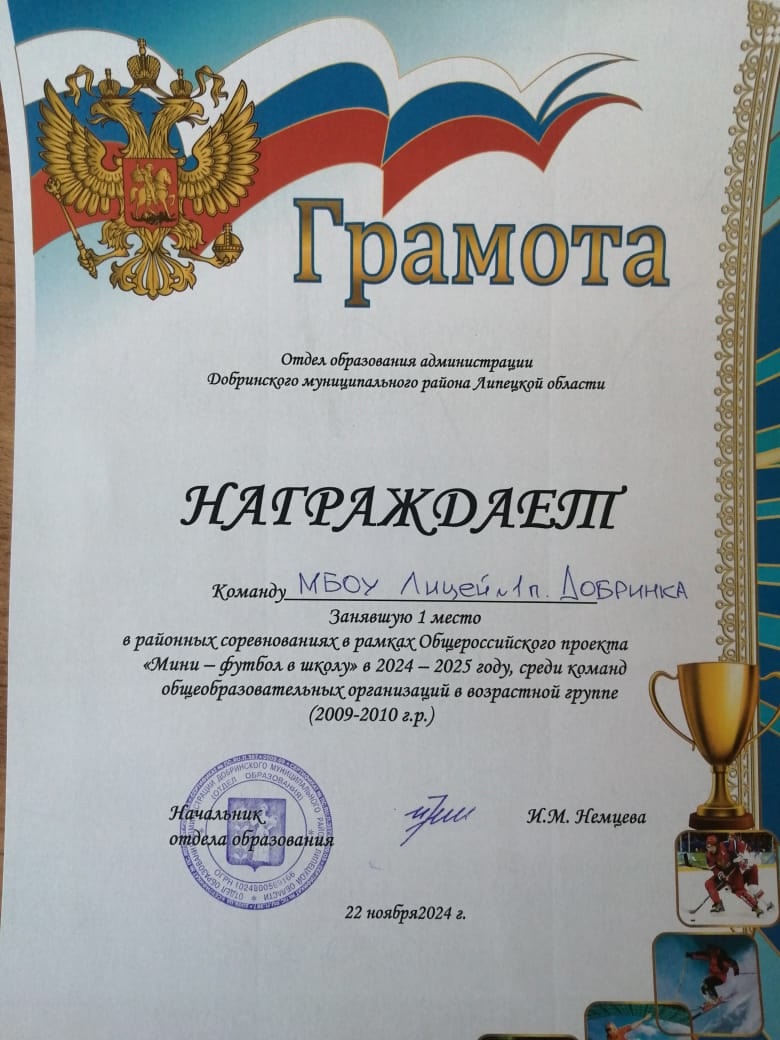 Грамота
Отдел образования администрации
Добринского муниципального района Липецкой области
НАГРАЖДАЕТ
Команду МБОУ Лицей №1 п. Добринка
Занявшую 1 место
в районных соревнованиях в рамках Общероссийского проекта
«Мини – футбол в школу» в 2024 – 2025 году, среди команд
общеобразовательных организаций в возрастной группе
(2009-2010 г.р.)
Начальник
отдела образования
И.М. Немцева
(ОТДЕЛ ОБРАЗОВАНИЯ)
22 ноября2024 г.